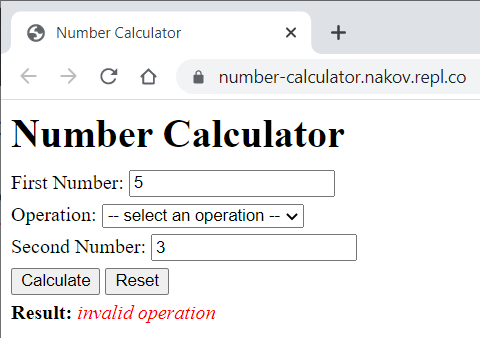 Number Calculator
number-calculator.nakov.repl.co
Number Calculator
First Number: 5
Operation: -- select an operation --
Second Number: 3
Calculate Reset
Result: invalid operation